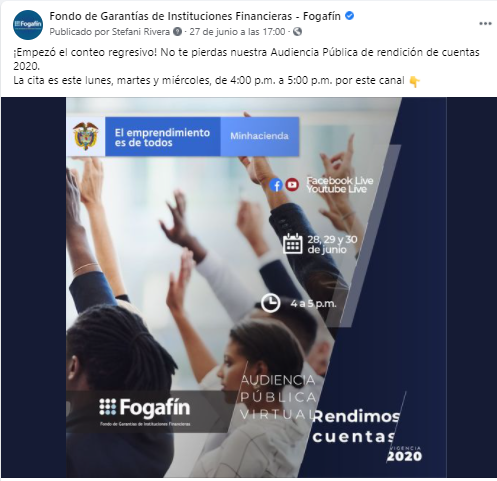 Fondo de Garantías de Instituciones Financieras - Fogafín
Publicado por Stefani Rivera · 27 de junio a las 17:00 ·
¡Empezó el conteo regresivo! No te pierdas nuestra Audiencia Pública de rendición de cuentas
2020.
La cita es este lunes, martes y miércoles, de 4:00 p.m. a 5:00 p.m. por este canal 👇
El emprendimiento
es de todos
Minhacienda
Facebook Live
Youtube Live
28, 29 y 30
de junio
4 a 5 p.m.
AUDIENCIA
PÚBLICA
VIRTUAL
Fogafín
Fondo de Garantías de Instituciones Financieras
Rendimos
cuentas
VIGENCIA
2020